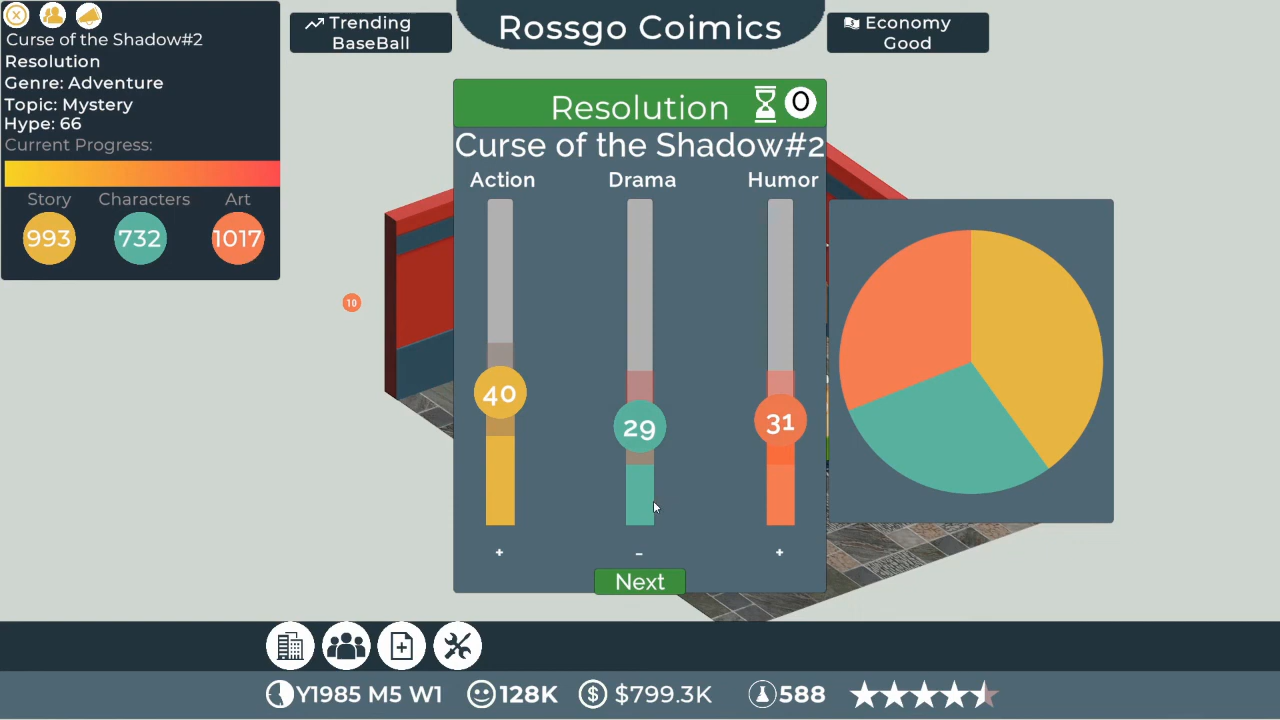 Curse of the Shadow#2
Resolution
Genre: Adventure
Topic: Mystery
Hype: 66
Current Progress:
Story Characters Art
993 732 1017
Trending
BaseBall
Rossgo Coimics
Economy
Good
Resolution 0
Curse of the Shadow#2
Action Drama Humor
40 29 31
+ - +
Next
10
Y1985 M5 W1 128K $ $799.3K 588